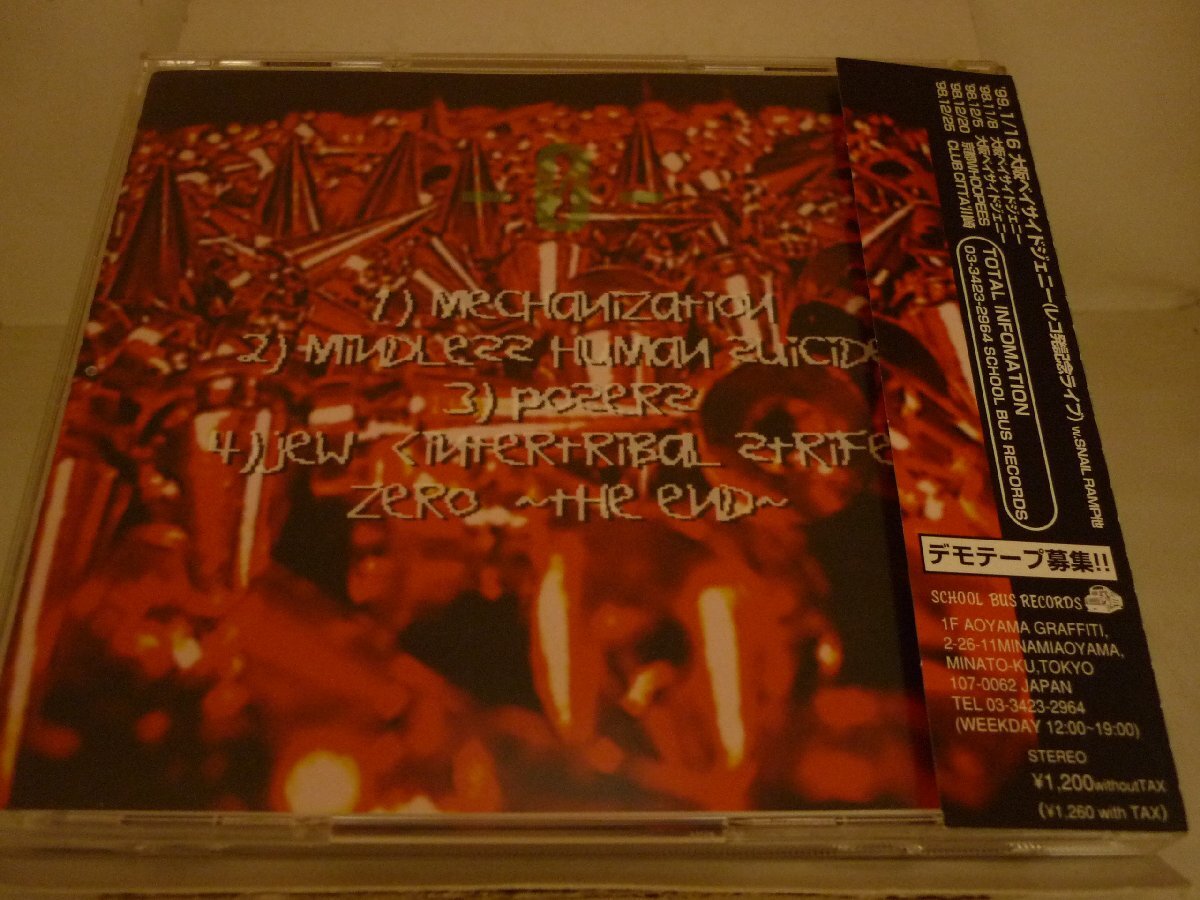 - 0 -
1) Mechanization
2) Mindless Human Suicide
3) pozers
4) jew <intertribal strife
zero ~the end~
'99. 1/16 大阪ベイサイドジェニー(レコ発記念ライブ) w.SNAIL RAMP他
'98.11/8 大阪ベイサイドジェニー
'98.12/5 大阪ベイサイドジェニー
'98.12/20 京都WHOOPEES
'98.12/25 CLUB CITTA'川崎
TOTAL INFOMATION
03-3423-2964 SCHOOL BUS RECORDS
デモテープ募集!!
SCHOOL BUS RECORDS
1F AOYAMA GRAFFITI,
2-26-11MINAMIAOYAMA,
MINATO-KU,TOKYO
107-0062 JAPAN
TEL 03-3423-2964
(WEEKDAY 12:00~19:00)
STEREO
¥1,200withoutTAX
(¥1,260 with TAX)